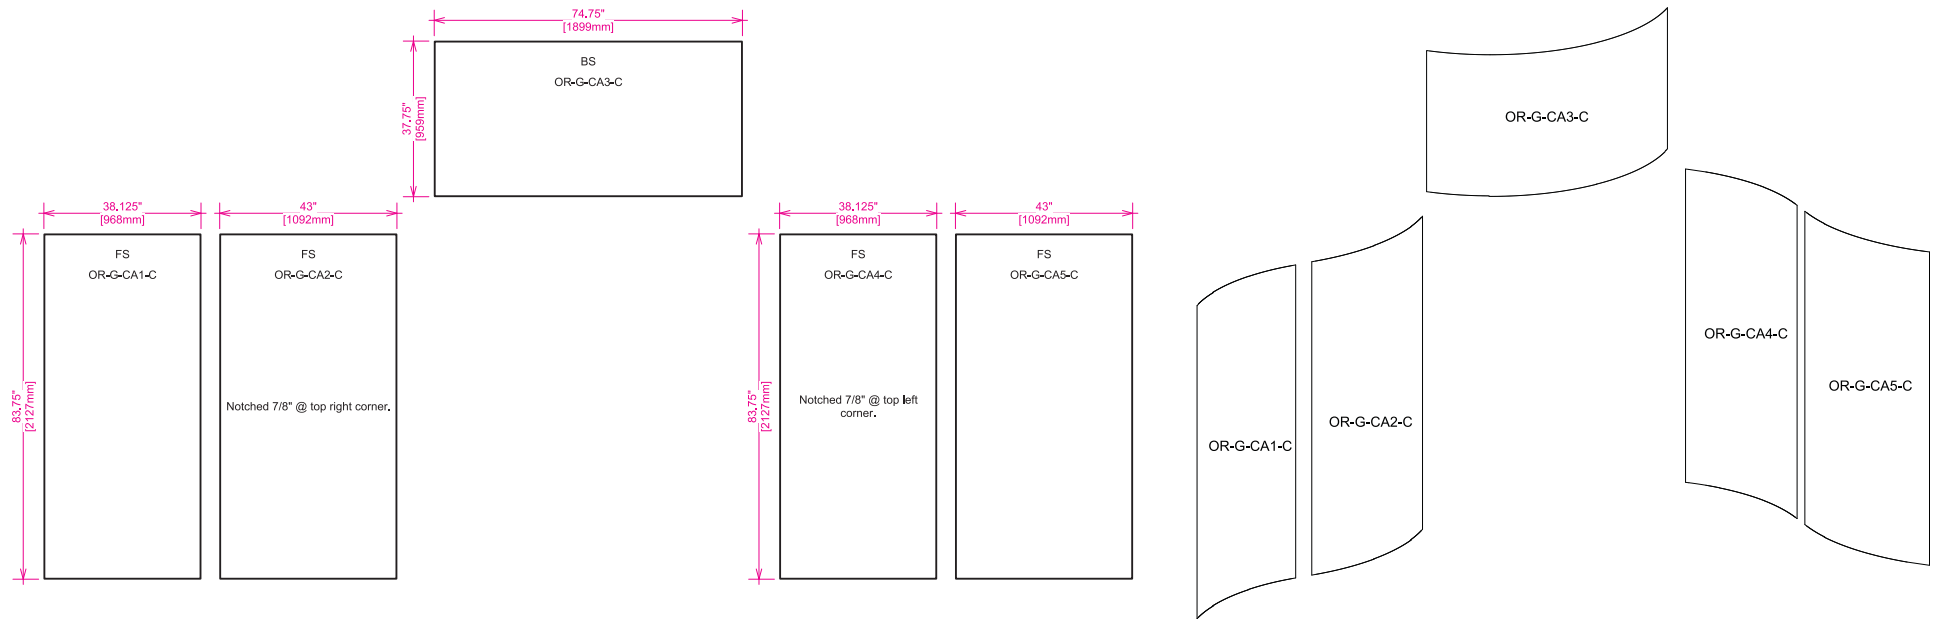 74.75"
[1899mm]
37.75"
[959mm]
BS
OR-G-CA3-C
38.125"
[968mm]
43"
[1092mm]
38.125"
[968mm]
43"
[1092mm]
83.75"
[2127mm]
FS
OR-G-CA1-C
FS
OR-G-CA2-C
Notched 7/8" @ top right corner.
83.75"
[2127mm]
FS
OR-G-CA4-C
Notched 7/8" @ top left
corner.
FS
OR-G-CA5-C
OR-G-CA3-C
OR-G-CA4-C
OR-G-CA5-C
OR-G-CA2-C
OR-G-CA1-C